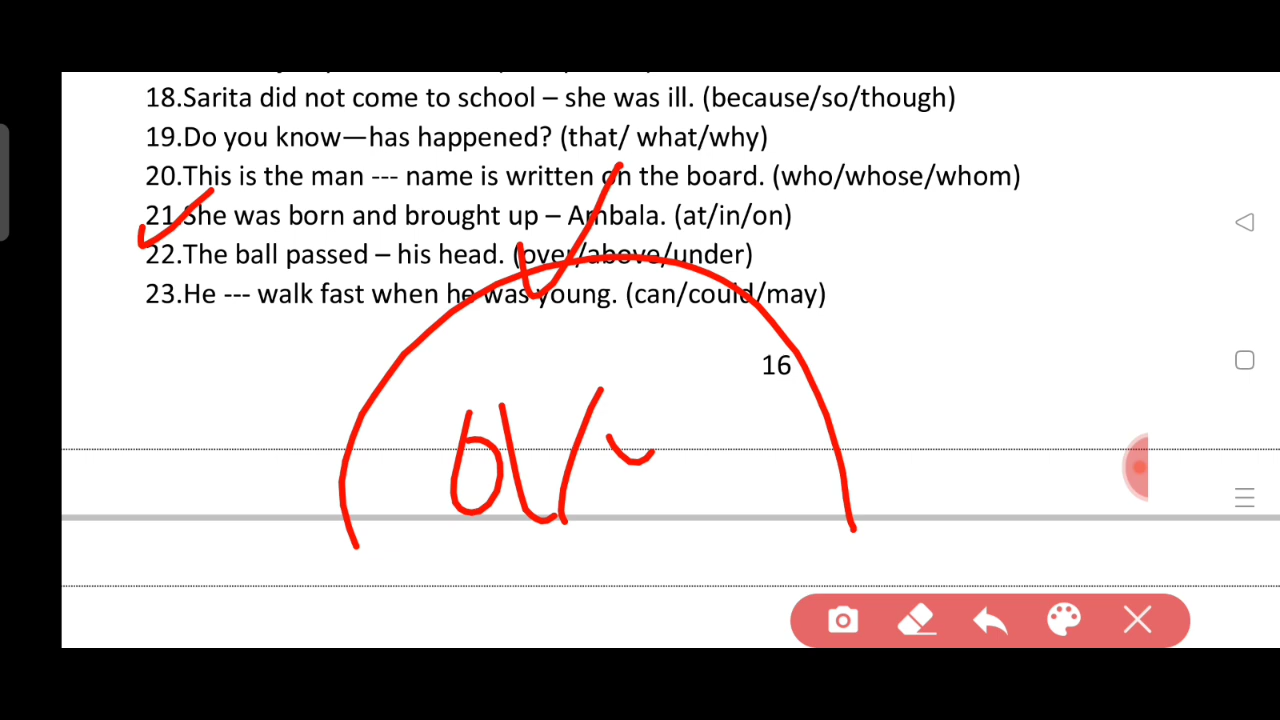 18.Sarita did not come to school – she was ill. (because/so/though)
19.Do you know—has happened? (that/ what/why)
20.This is the man --- name is written on the board. (who/whose/whom)
21.She was born and brought up – Ambala. (at/in/on)
22.The ball passed – his head. (over/above/under)
23.He --- walk fast when he was young. (can/could/may)
16